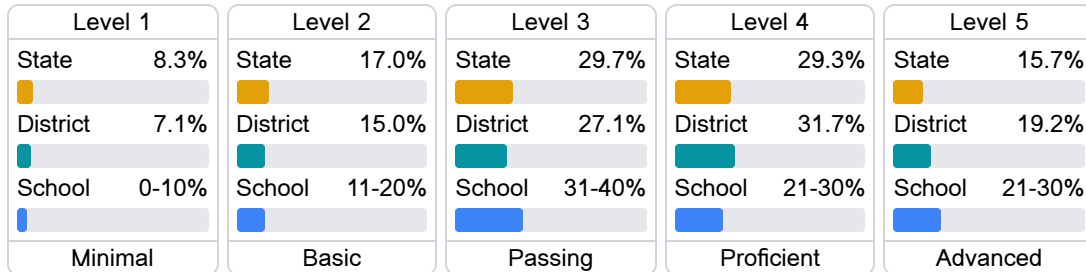 Level 1
State 8.3%
District 7.1%
School 0-10%
Minimal
Level 2
State 17.0%
District 15.0%
School 11-20%
Basic
Level 3
State 29.7%
District 27.1%
School 31-40%
Passing
Level 4
State 29.3%
District 31.7%
School 21-30%
Proficient
Level 5
State 15.7%
District 19.2%
School 21-30%
Advanced